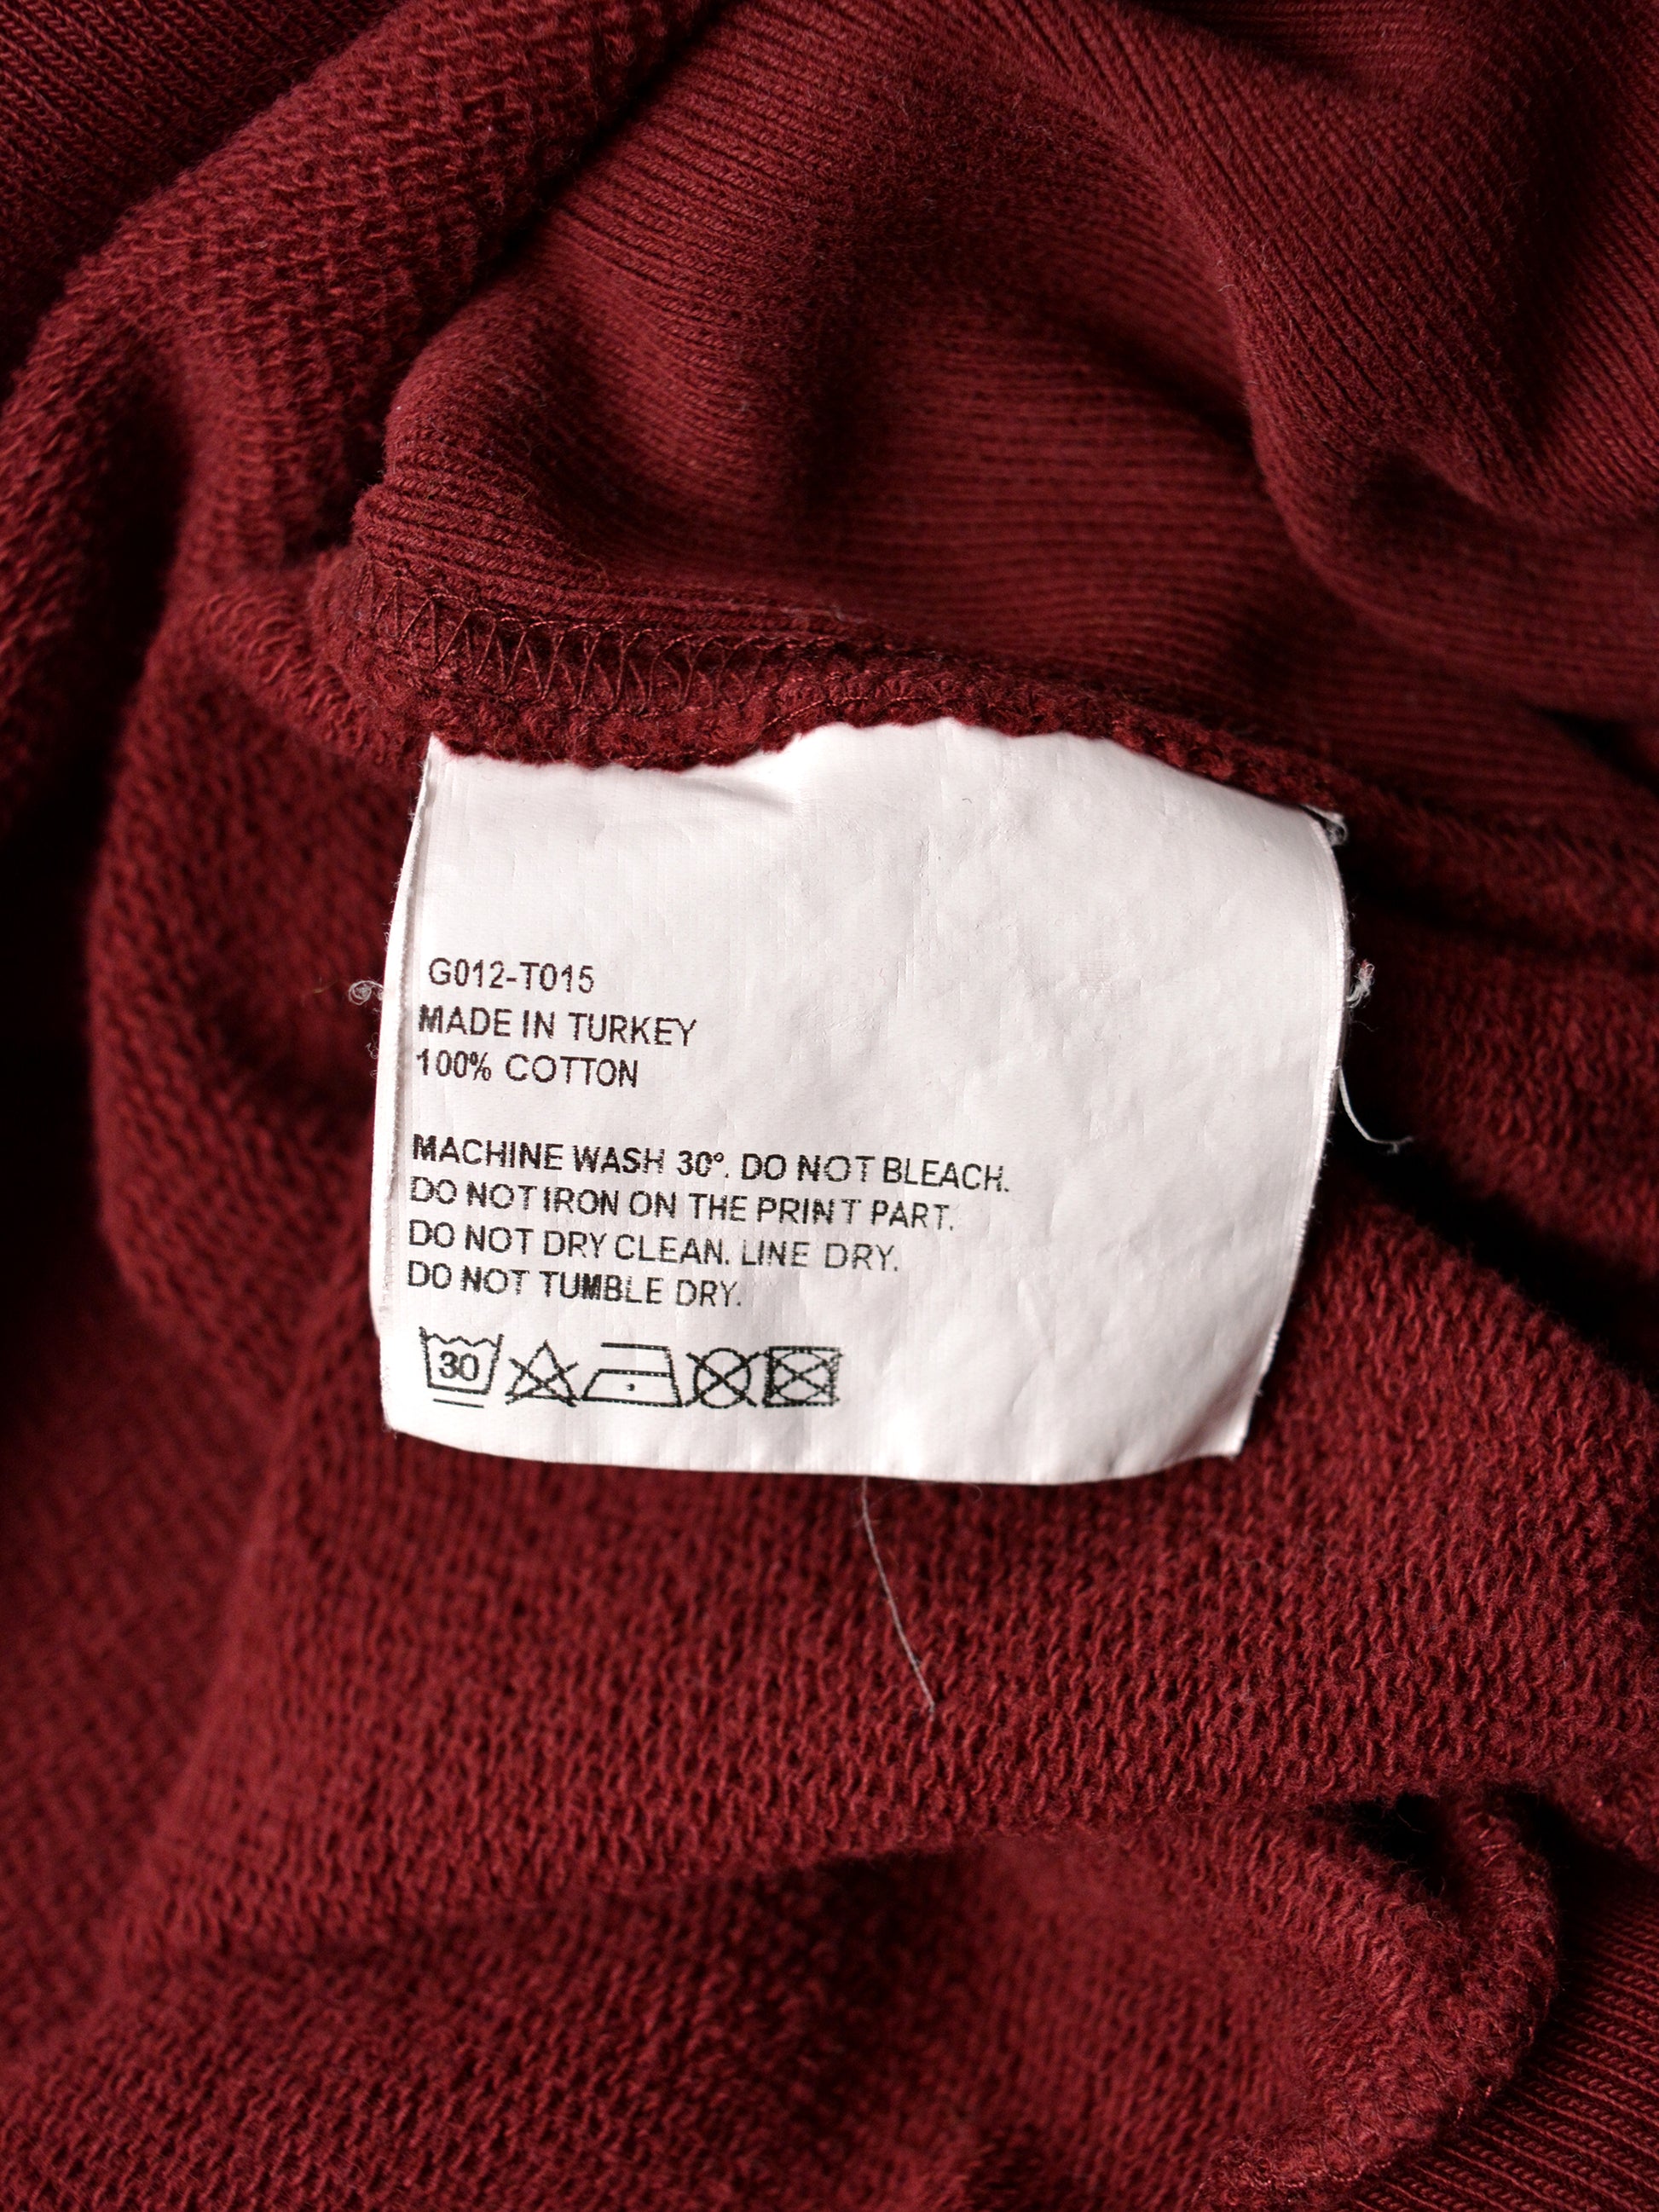 G012-T015
MADE IN TURKEY
100% COTTON
MACHINE WASH 30°. DO NOT BLEACH.
DO NOT IRON ON THE PRINT PART.
DO NOT DRY CLEAN. LINE DRY.
DO NOT TUMBLE DRY.
30